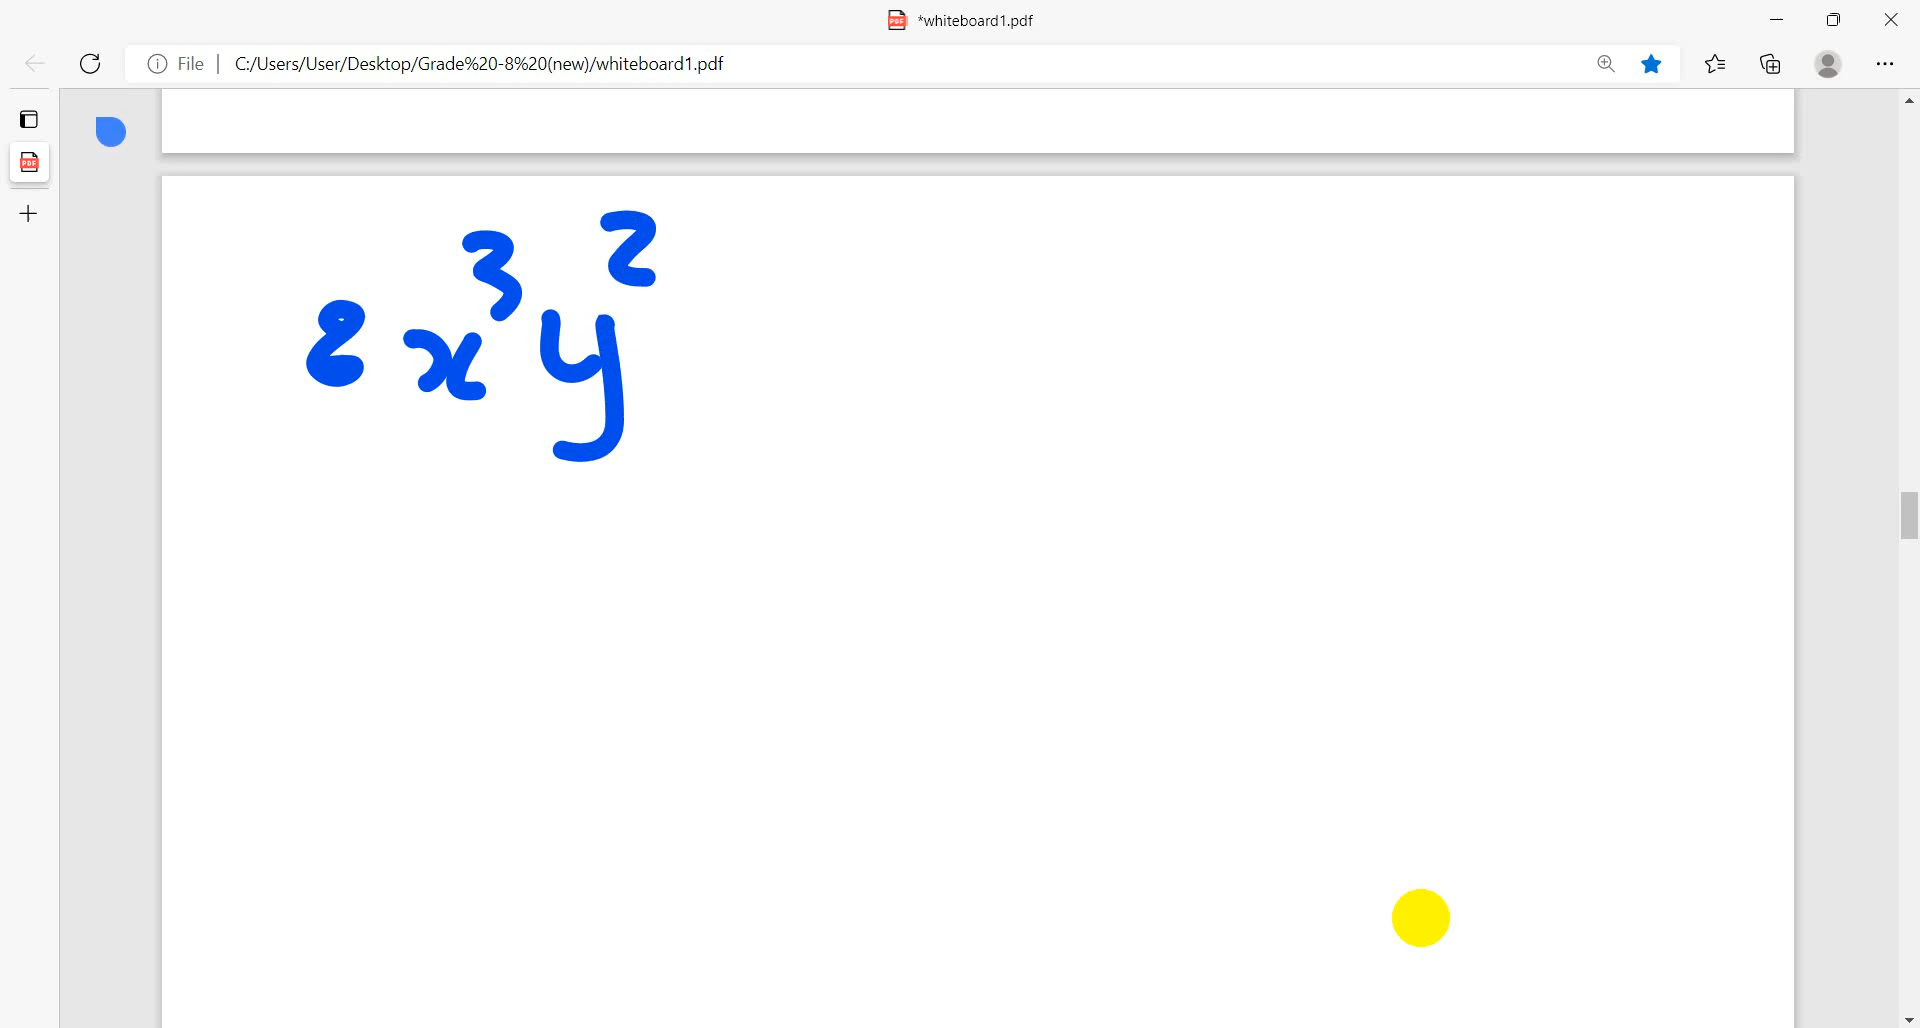 *whiteboard1.pdf
File | C:/Users/User/Desktop/Grade%20-8%20(new)/whiteboard1.pdf
8x³y²